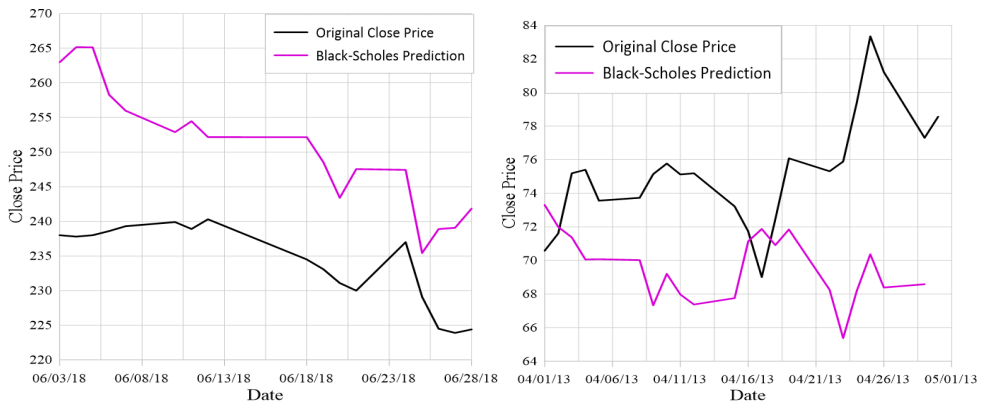 270
265
260
255
250
245
240
235
230
225
220
Close Price
Original Close Price
Black-Scholes Prediction
06/03/18 06/08/18 06/13/18 06/18/18 06/23/18 06/28/18
Date
84
82
80
78
76
74
72
70
68
66
64
Close Price
Original Close Price
Black-Scholes Prediction
04/01/13 04/06/13 04/11/13 04/16/13 04/21/13 04/26/13 05/01/13
Date